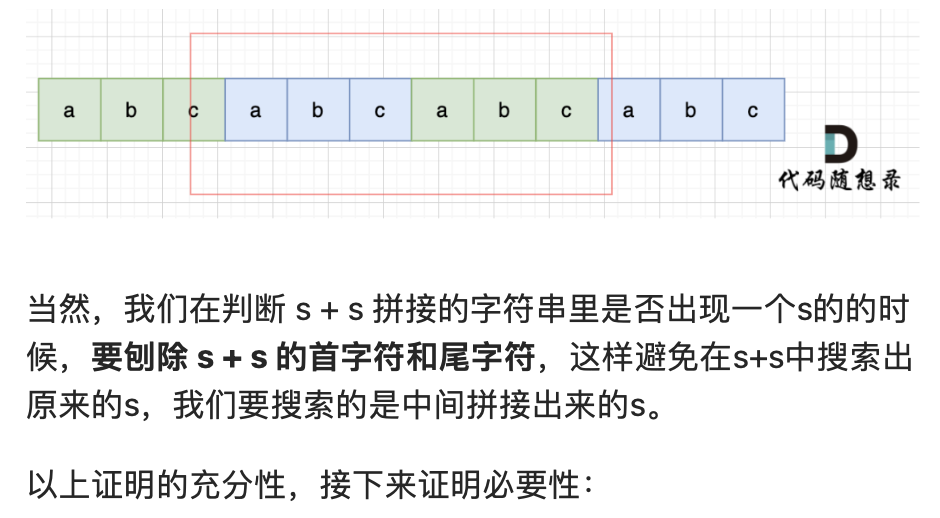 a b c a b c a b c a b c
代码随想录
当然，我们在判断 s + s 拼接的字符串里是否出现一个s的的时
候，要刨除 s + s 的首字符和尾字符，这样避免在s+s中搜索出
原来的s，我们要搜索的是中间拼接出来的s。
以上证明的充分性，接下来证明必要性：